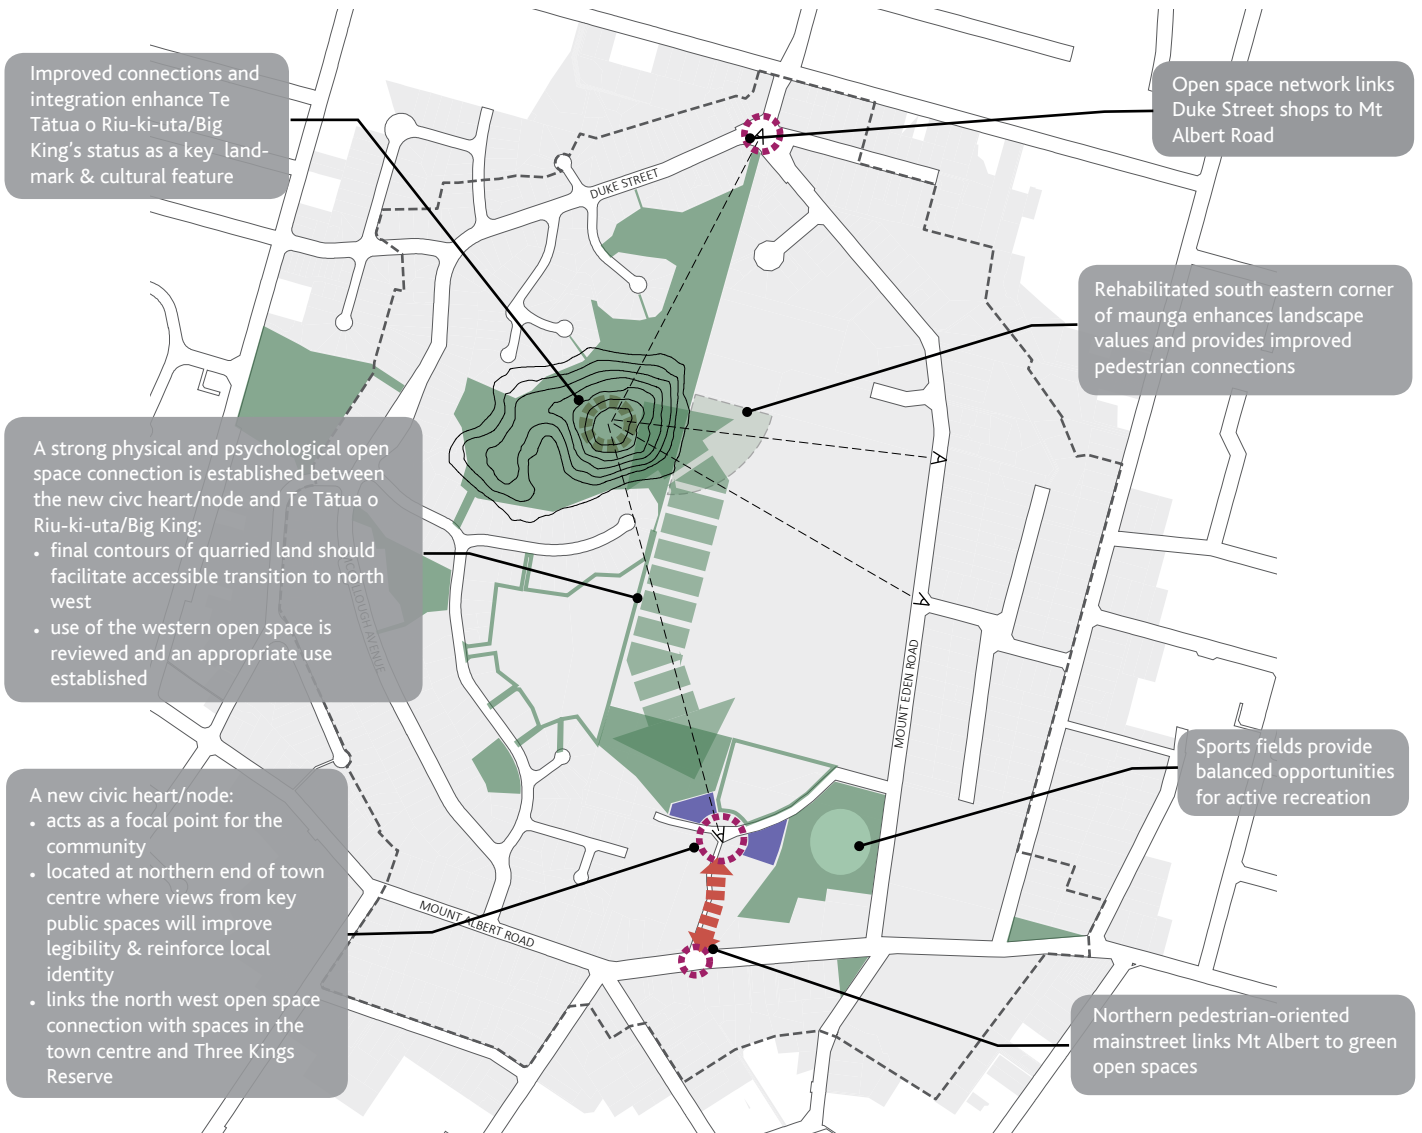 Improved connections and
integration enhance Te
Tātua o Riu-ki-uta/Big
King's status as a key land-
mark & cultural feature
Open space network links
Duke Street shops to Mt
Albert Road
DUKE STREET
Rehabilitated south eastern corner
of maunga enhances landscape
values and provides improved
pedestrian connections
A strong physical and psychological open
space connection is established between
the new civc heart/node and Te Tātua o
Riu-ki-uta/Big King:
• final contours of quarried land should
facilitate accessible transition to north
west
• use of the western open space is
reviewed and an appropriate use
established
AVENUE
MOUNT EDEN ROAD
Sports fields provide
balanced opportunities
for active recreation
A new civic heart/node:
• acts as a focal point for the
community
• located at northern end of town
centre where views from key
public spaces will improve
legibility & reinforce local
identity
• links the north west open space
connection with spaces in the
town centre and Three Kings
Reserve
MOUNT ALBERT ROAD
Northern pedestrian-oriented
mainstreet links Mt Albert to green
open spaces